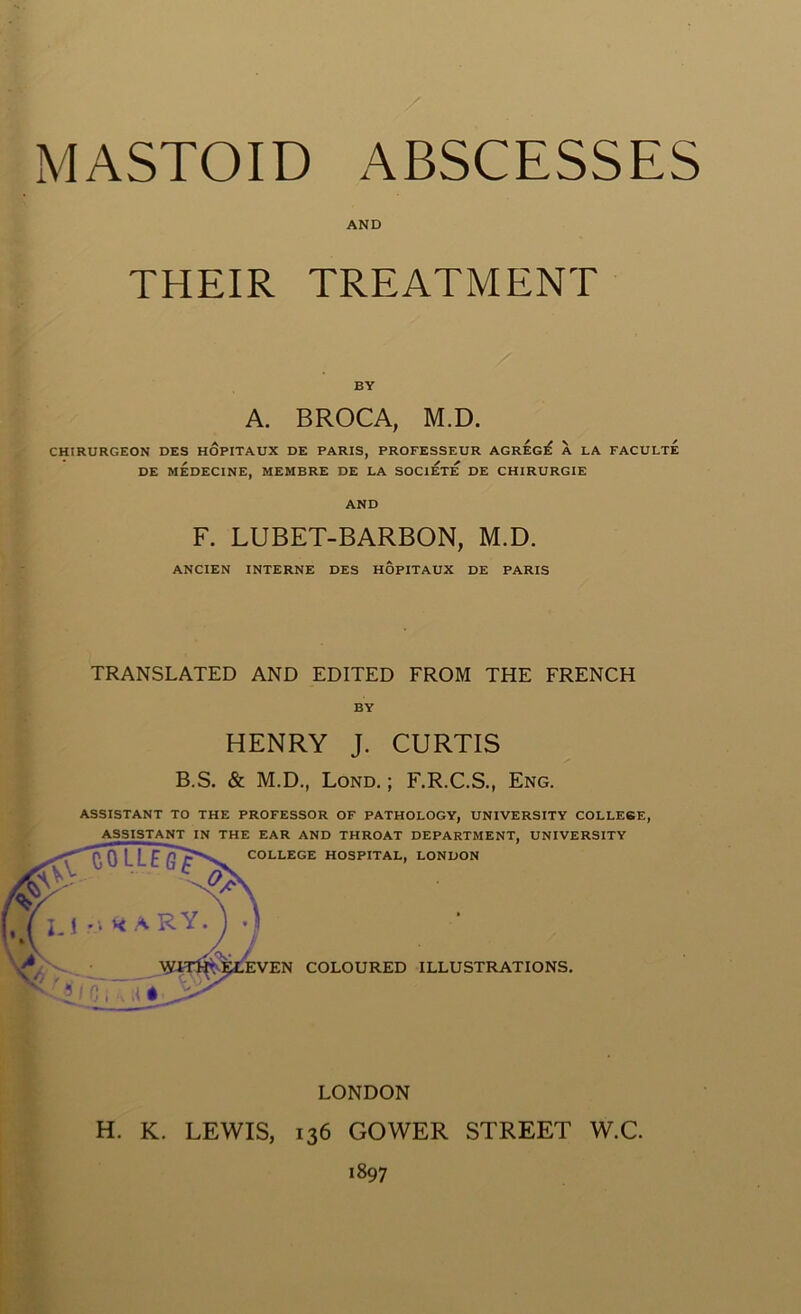 MASTOID ABSCESSES
AND
THEIR TREATMENT
BY
A. BROCA, M.D.
CHIRURGEON DES HÔPITAUX DE PARIS, PROFESSEUR AGRÉGÉ À LA FACULTÉ
DE MÉDECINE, MEMBRE DE LA SOCIÉTÉ DE CHIRURGIE
AND
F. LUBET-BARBON, M.D.
ANCIEN INTERNE DES HÔPITAUX DE PARIS
TRANSLATED AND EDITED FROM THE FRENCH
BY
HENRY J. CURTIS
B.S. & M.D., LOND.; F.R.C.S., ENG.
ASSISTANT TO THE PROFESSOR OF PATHOLOGY, UNIVERSITY COLLEGE,
ASSISTANT IN THE EAR AND THROAT DEPARTMENT, UNIVERSITY
COLLEGE HOSPITAL, LONDON
COLLEGE
WITH ELEVEN COLOURED ILLUSTRATIONS.
LONDON
H. K. LEWIS, 136 GOWER STREET W.C.
1897